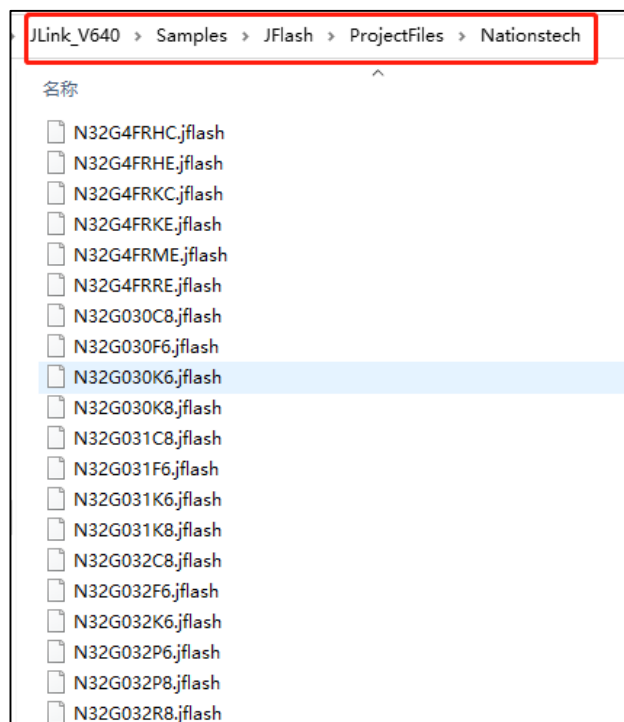 JLink_V640 › Samples › JFlash › ProjectFiles › Nationstech
名称
N32G4FRHC.jflash
N32G4FRHE.jflash
N32G4FRKC.jflash
N32G4FRKE.jflash
N32G4FRME.jflash
N32G4FRRE.jflash
N32G030C8.jflash
N32G030F6.jflash
N32G030K6.jflash
N32G030K8.jflash
N32G031C8.jflash
N32G031F6.jflash
N32G031K6.jflash
N32G031K8.jflash
N32G032C8.jflash
N32G032F6.jflash
N32G032K6.jflash
N32G032P6.jflash
N32G032P8.jflash
N32G032R8.jflash